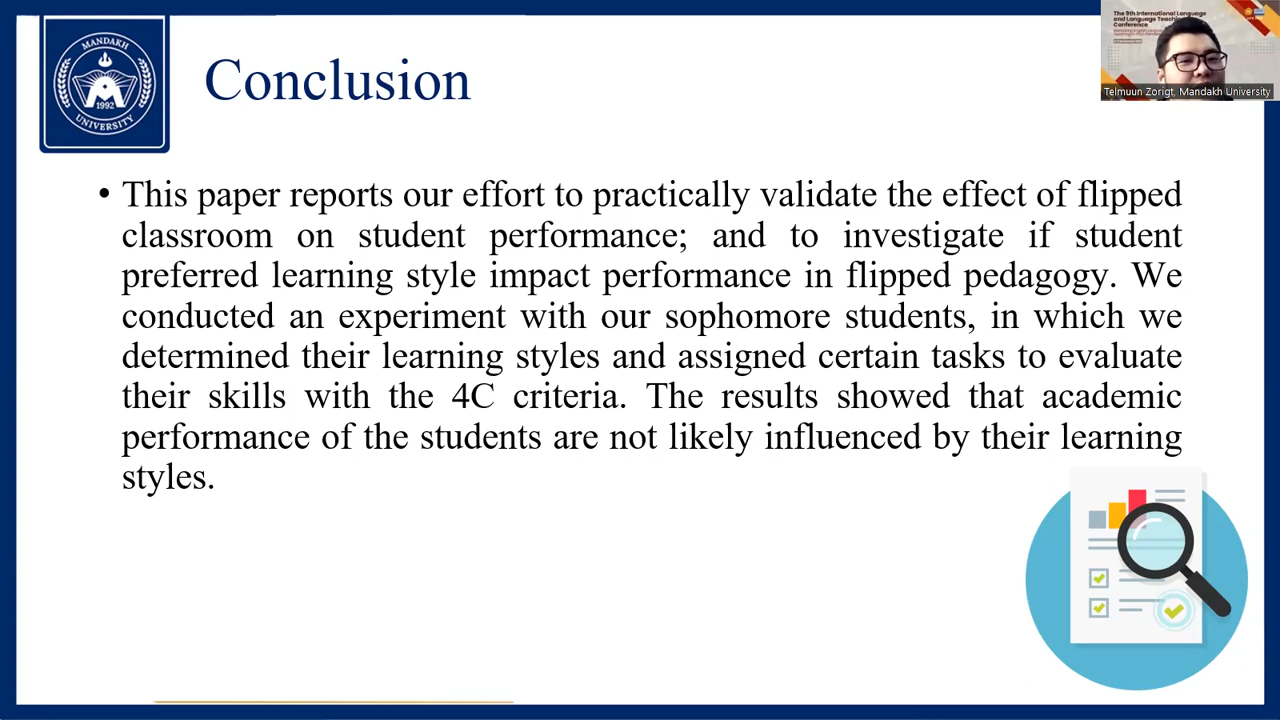 MANDAKH
1992
UNIVERSITY
Conclusion
The 9th International Language
and Language Teaching
Conference
Telmuun Zorigt, Mandakh University
• This paper reports our effort to practically validate the effect of flipped
classroom on student performance; and to investigate if student
preferred learning style impact performance in flipped pedagogy. We
conducted an experiment with our sophomore students, in which we
determined their learning styles and assigned certain tasks to evaluate
their skills with the 4C criteria. The results showed that academic
performance of the students are not likely influenced by their learning
styles.